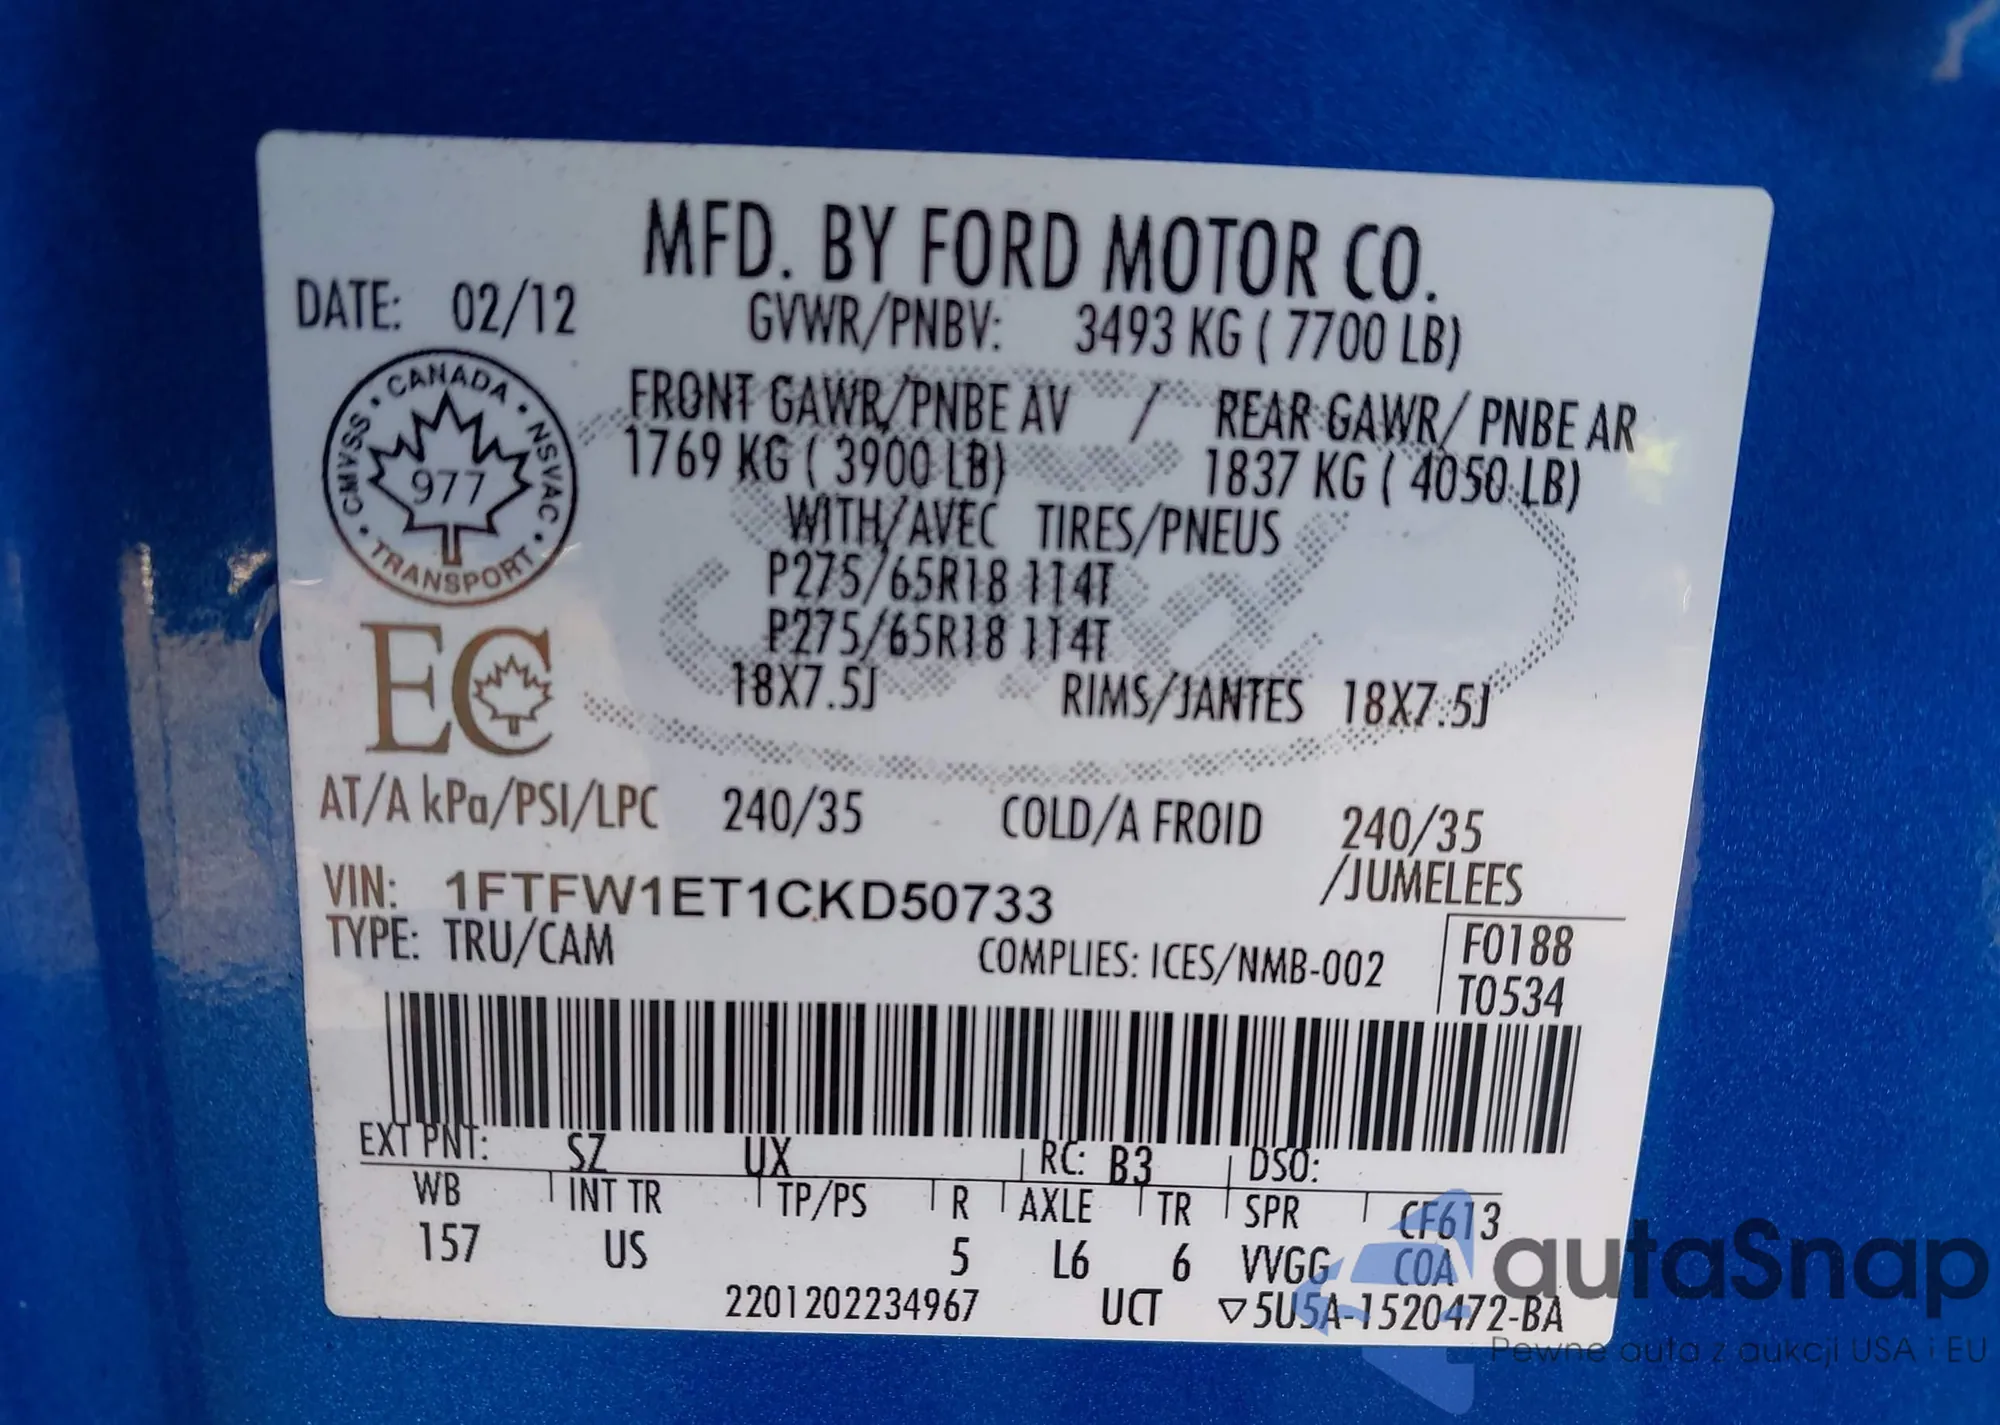 MFD. BY FORD MOTOR CO.
DATE: 02/12
GVWR/PNBV: 3493 KG ( 7700 LB)
CANADA · NSVAC · TRANSPORT · CMVSS ·
977
FRONT GAWR/PNBE AV / REAR GAWR/ PNBE AR
1769 KG ( 3900 LB) 1837 KG ( 4050 LB)
WITH/AVEC TIRES/PNEUS
P275/65R18 114T
P275/65R18 114T
EC
18X7.5J RIMS/JANTES 18X7.5J
AT/A kPa/PSI/LPC 240/35 COLD/A FROID 240/35
/JUMELEES
VIN: 1FTFW1ET1CKD50733
TYPE: TRU/CAM
COMPLIES: ICES/NMB-002
F0188
T0534
EXT PNT: SZ UX RC: B3 DSO:
WB INT TR TP/PS R AXLE TR SPR CF613
157 US 5 L6 6 VVGG COA
2201202234967 UCT ▽5U5A-1520472-BA
autaSnap
Pewne auta z aukcji USA i EU